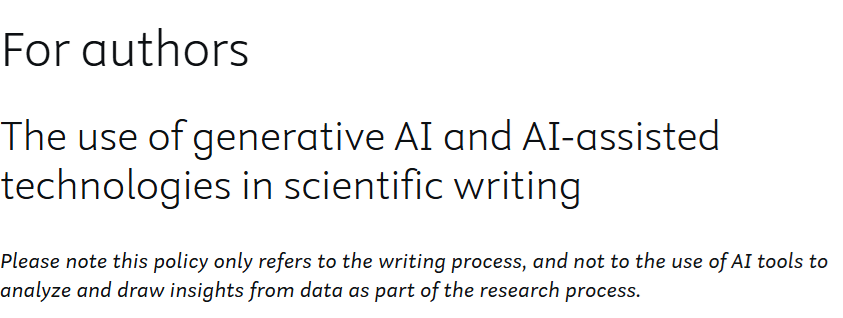 For authors
The use of generative AI and AI-assisted
technologies in scientific writing
Please note this policy only refers to the writing process, and not to the use of AI tools to
analyze and draw insights from data as part of the research process.